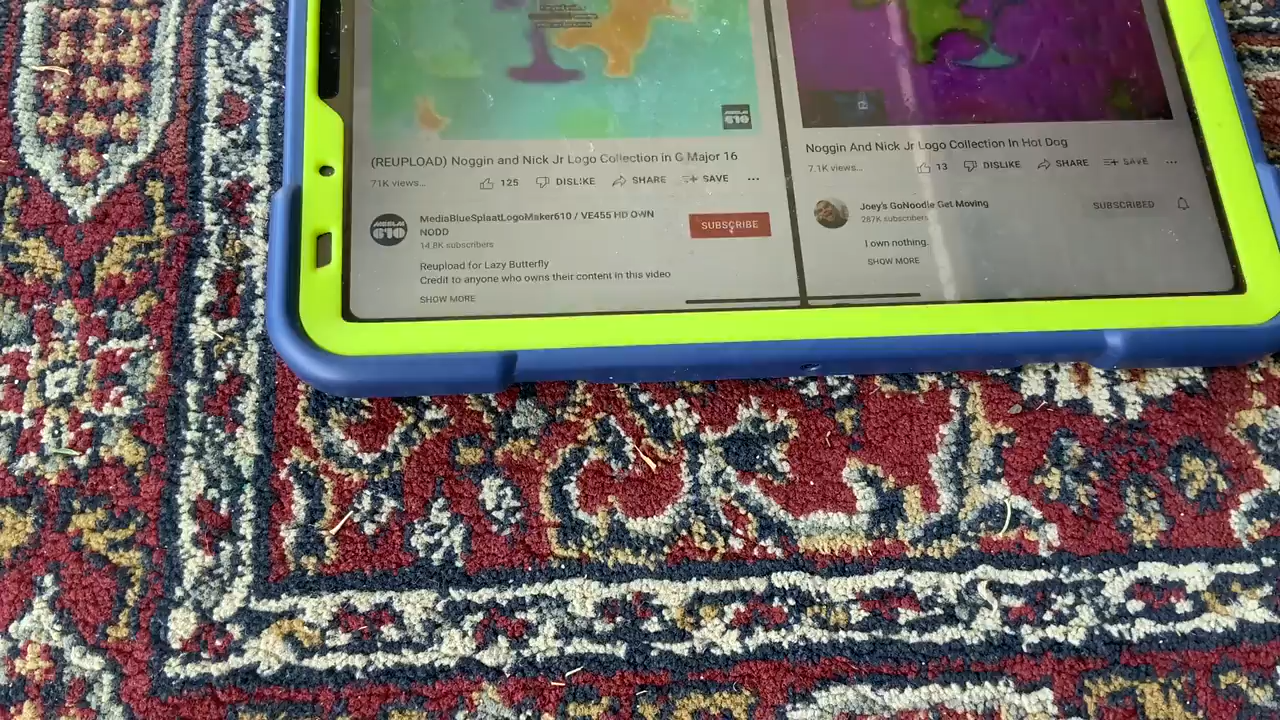 610
(REUPLOAD) Noggin and Nick Jr Logo Collection in G Major 16
71K views...
125
DISLIKE
SHARE
SAVE
610
MediaBlueSplaatLogoMaker610 / VE455 HD OWN
NODD
14.8K subscribers
SUBSCRIBE
Reupload for Lazy Butterfly
Credit to anyone who owns their content in this video
SHOW MORE
Noggin And Nick Jr Logo Collection In Hot Dog
7.1K views...
13
DISLIKE
SHARE
SAVE
Joey's GoNoodle Get Moving
287K subscribers
SUBSCRIBED
I own nothing.
SHOW MORE